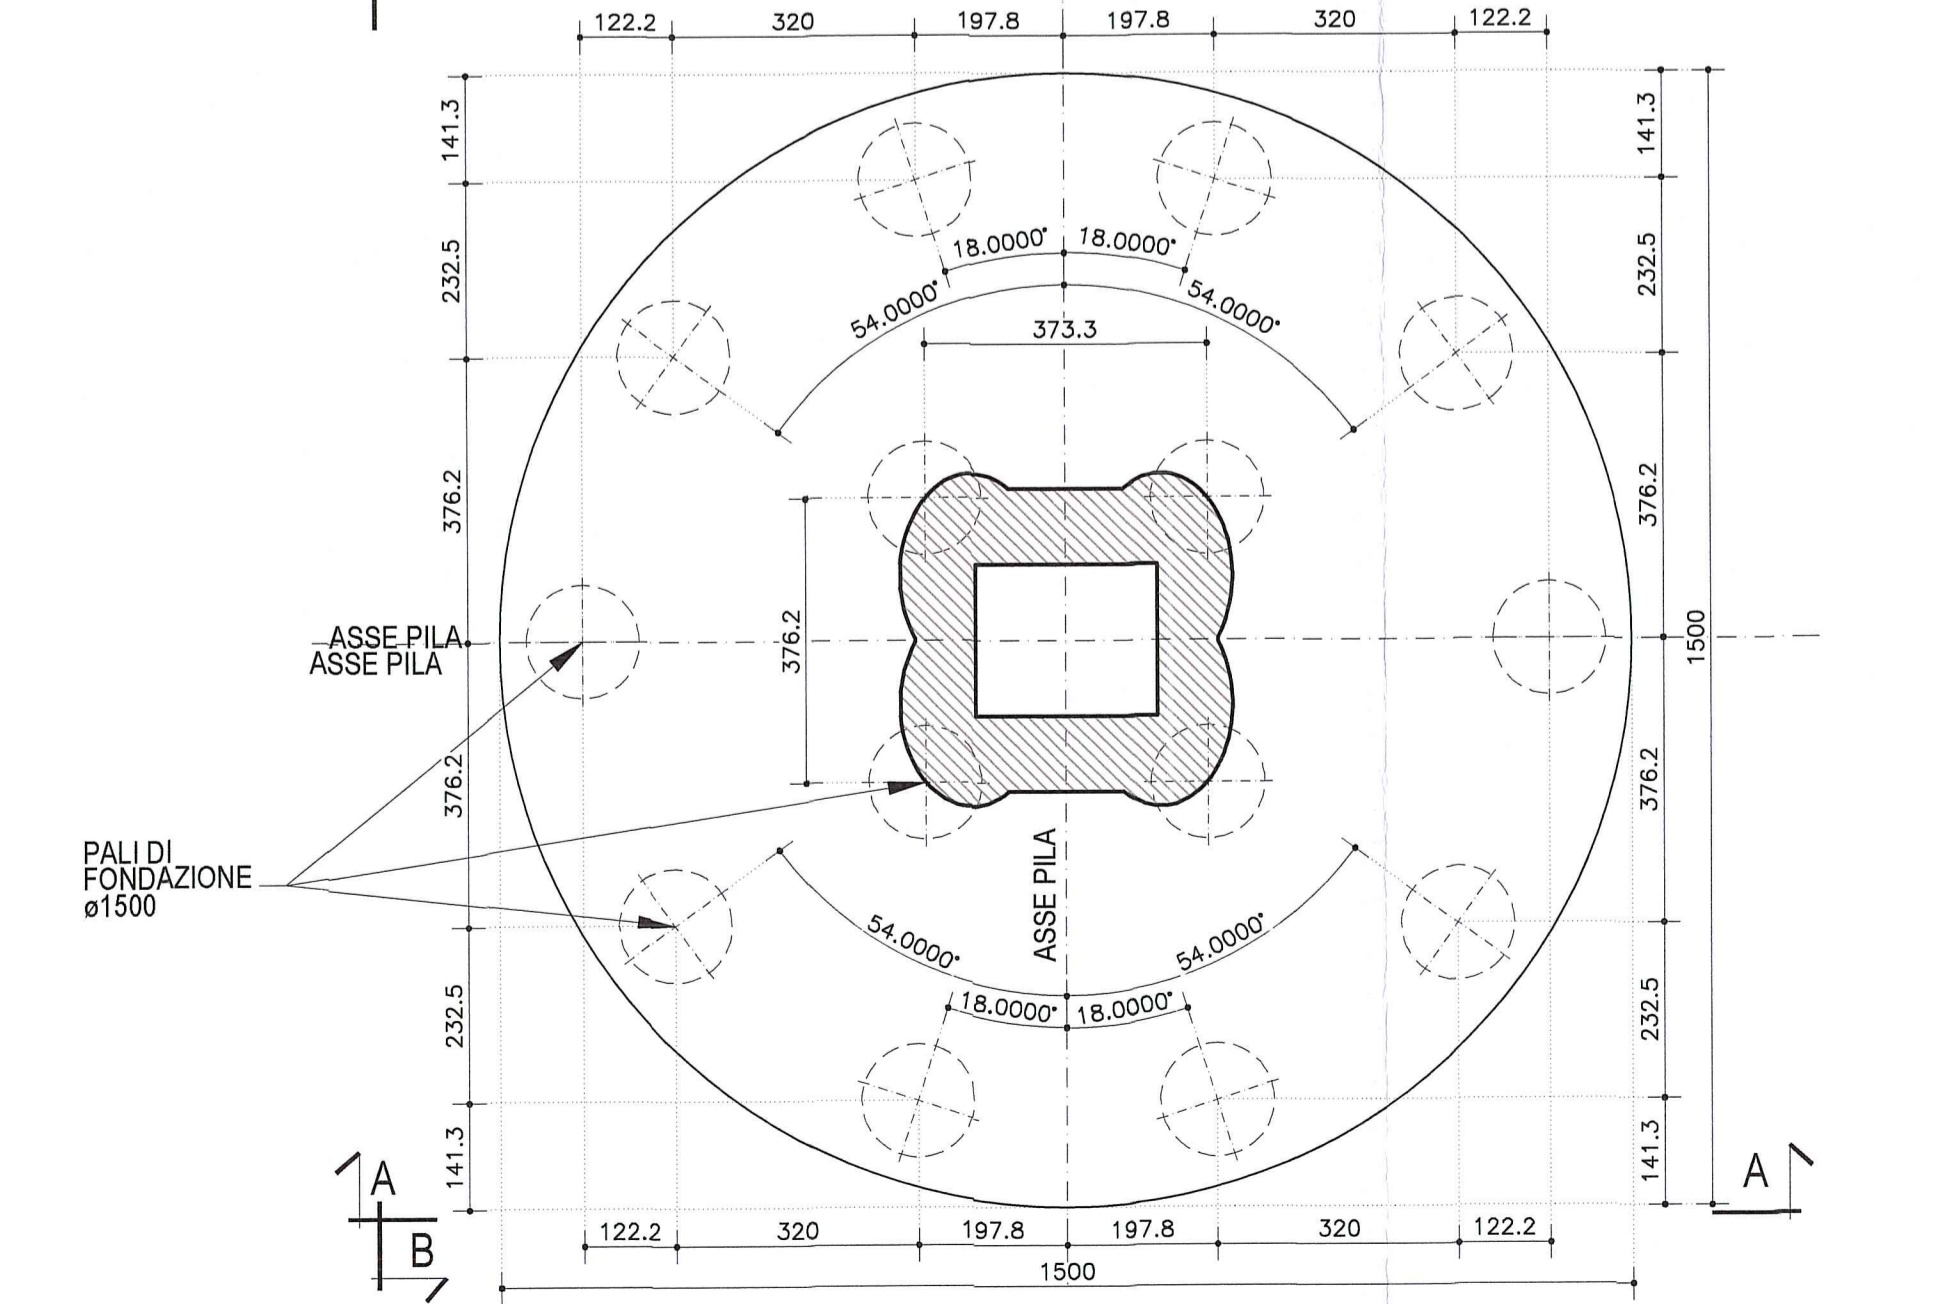 122.2 320 197.8 197.8 320 122.2
141.3 141.3
232.5 232.5
18.0000° 18.0000°
54.0000° 54.0000°
373.3
376.2 376.2
376.2
1500
ASSE PILA
ASSE PILA
376.2 376.2
PALI DI
FONDAZIONE
ø1500
ASSE PILA
54.0000° 54.0000°
18.0000° 18.0000°
232.5 232.5
141.3 141.3
A A
B
122.2 320 197.8 197.8 320 122.2
1500